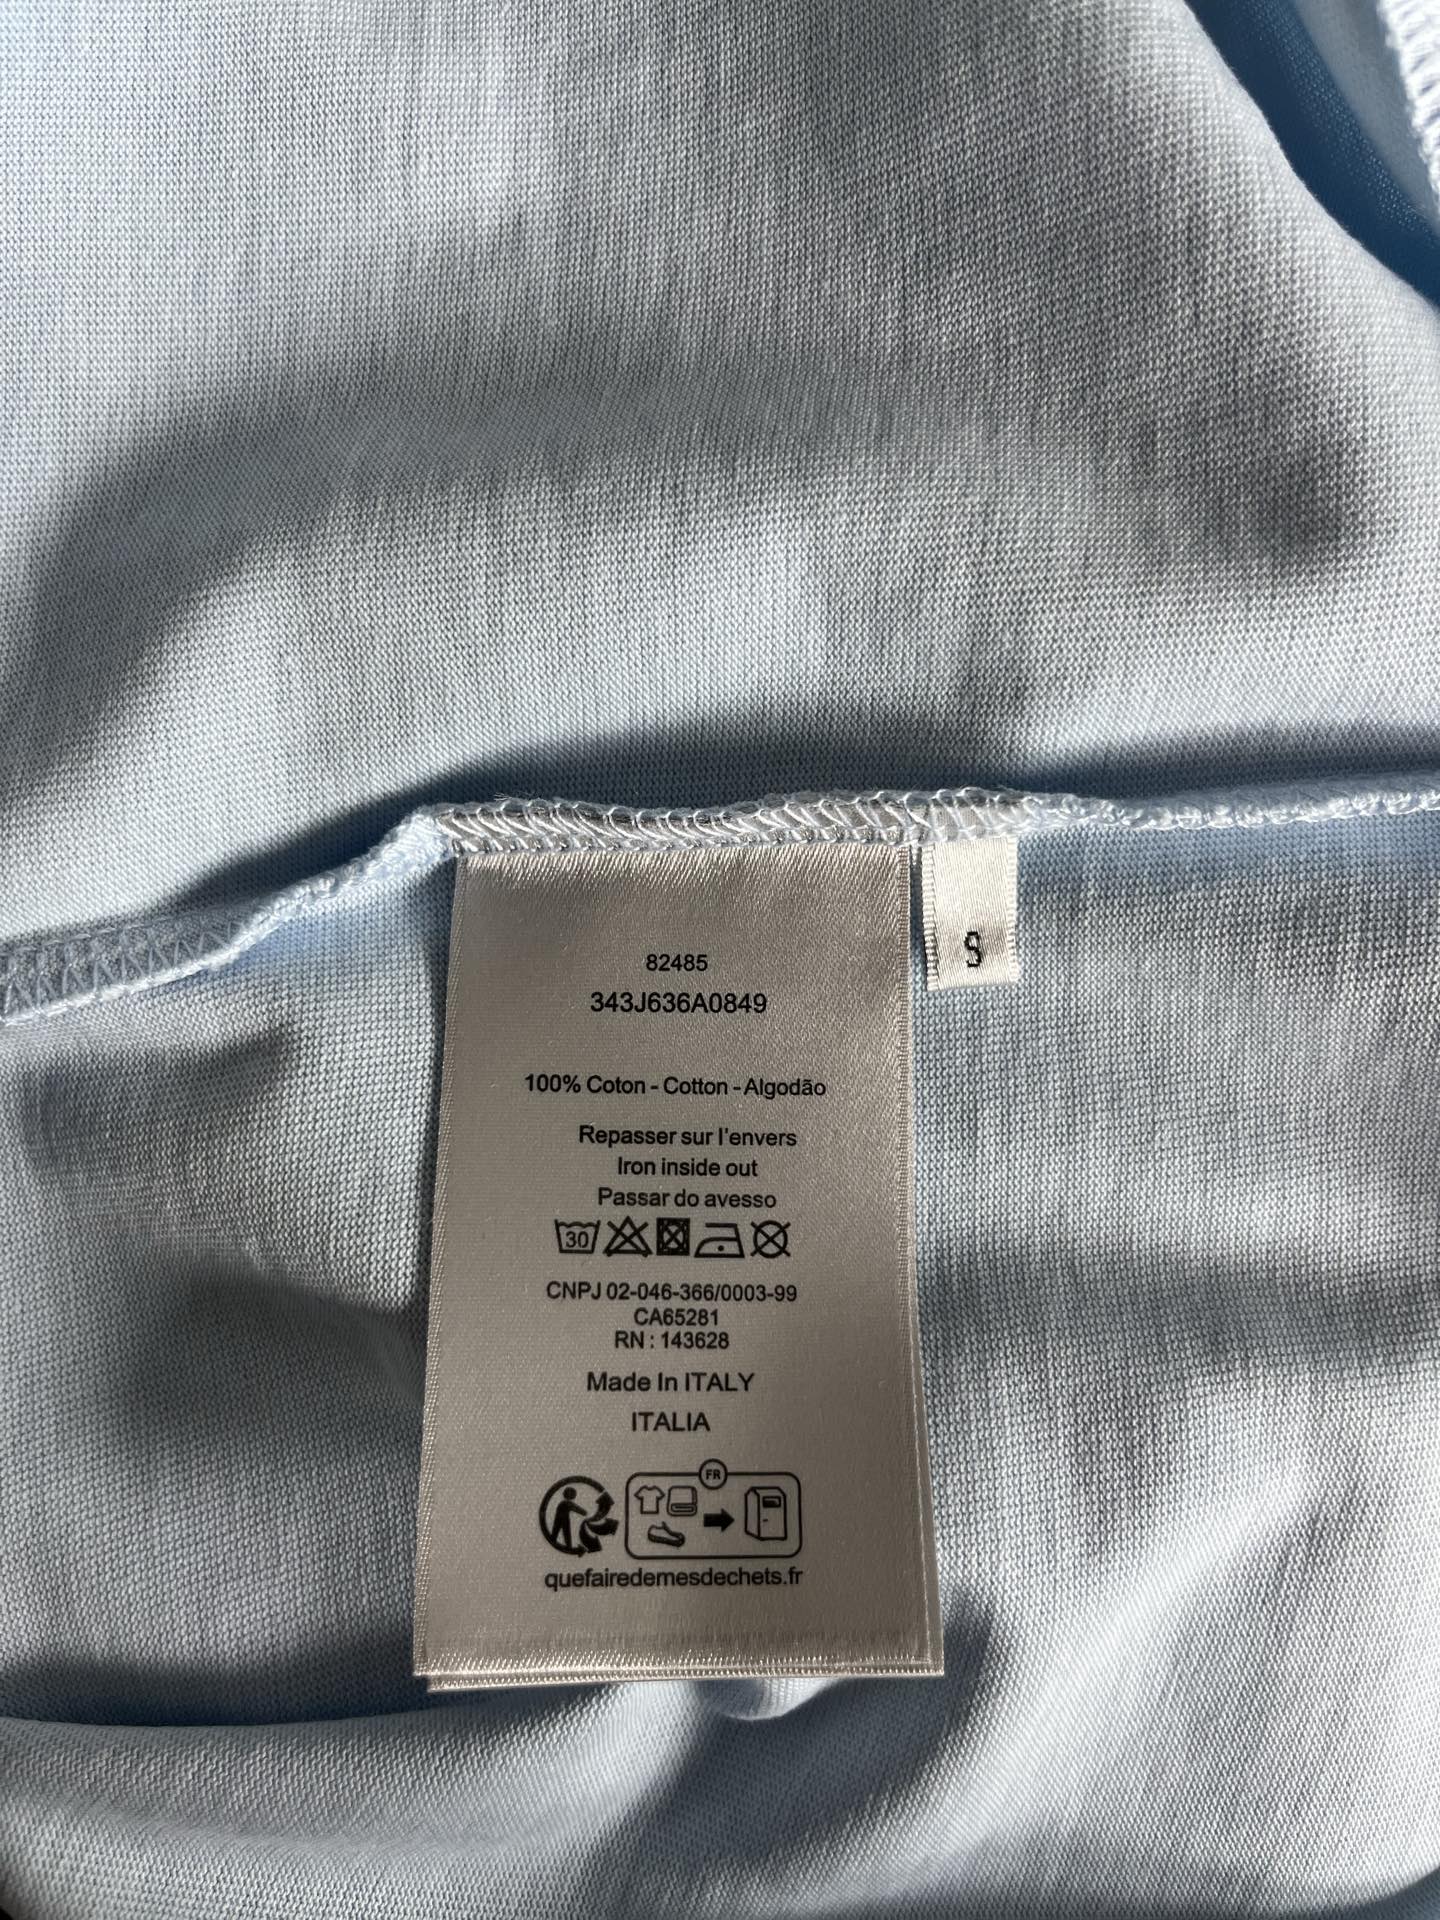 82485
343J636A0849
S
100% Coton - Cotton - Algodão
Repasser sur l'envers
Iron inside out
Passar do avesso
30
CNPJ 02-046-366/0003-99
CA65281
RN : 143628
Made In ITALY
ITALIA
FR
quefairedemesdechets.fr